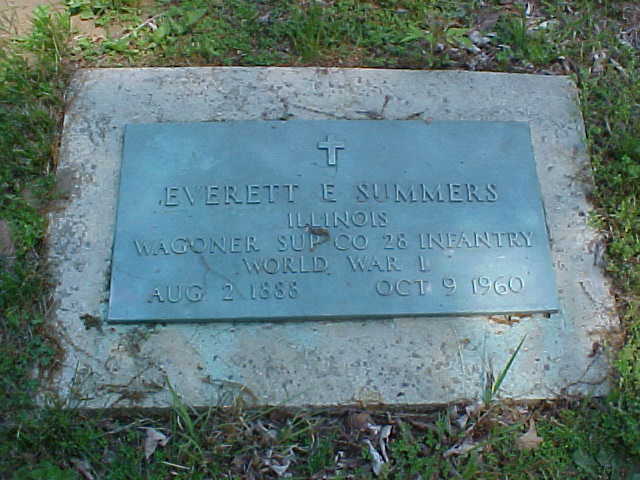 EVERETT E SUMMERS
ILLINOIS
WAGONER SUP CO 28 INFANTRY
WORLD WAR I
AUG 2 1888 OCT 9 1960